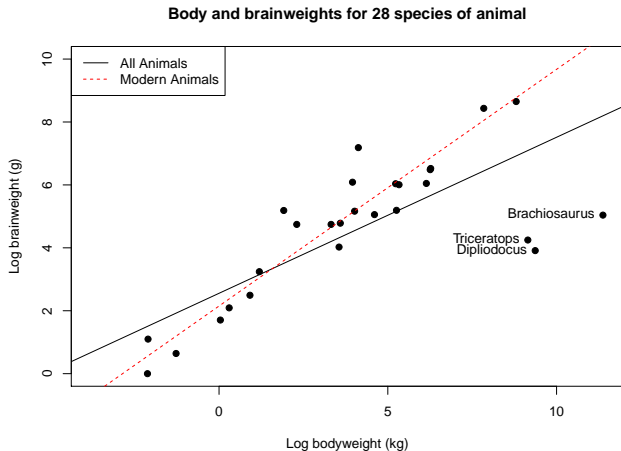 Body and brainweights for 28 species of animal
All Animals
Modern Animals
10
8
6
4
2
0
Log brainweight (g)
Brachiosaurus
Triceratops
Dipliodocus
0 5 10
Log bodyweight (kg)